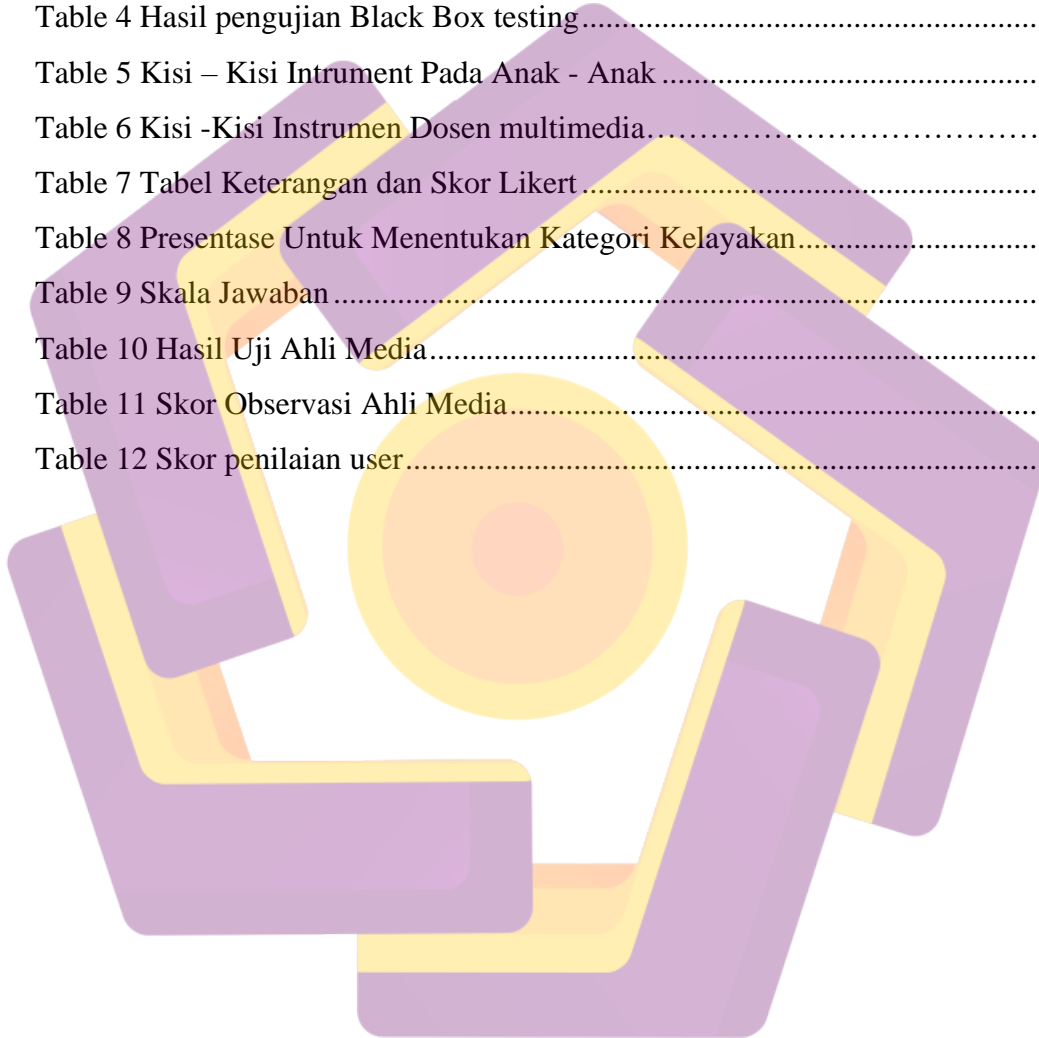 Table 4 Hasil pengujian Black Box testing................................................................
Table 5 Kisi – Kisi Intrument Pada Anak - Anak................................................................
Table 6 Kisi -Kisi Instrumen Dosen multimedia……………………………………
Table 7 Tabel Keterangan dan Skor Likert................................................................
Table 8 Presentase Untuk Menentukan Kategori Kelayakan................................
Table 9 Skala Jawaban................................................................................................
Table 10 Hasil Uji Ahli Media................................................................................
Table 11 Skor Observasi Ahli Media................................................................
Table 12 Skor penilaian user................................................................................